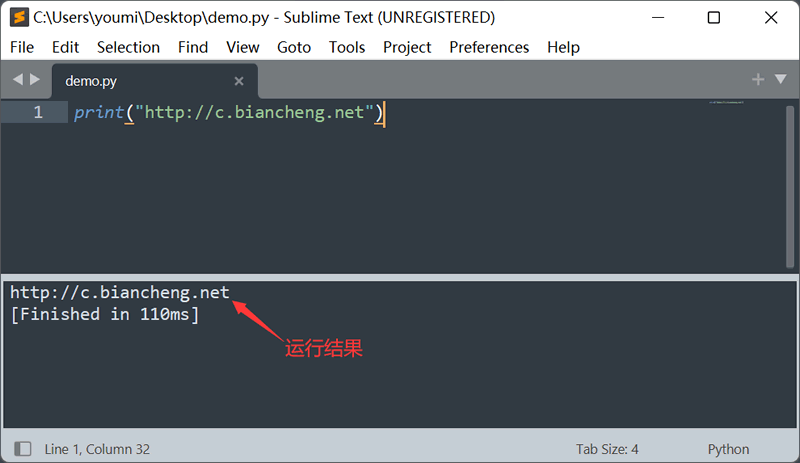 C:\Users\youmi\Desktop\demo.py - Sublime Text (UNREGISTERED)
File Edit Selection Find View Goto Tools Project Preferences Help
demo.py
1 print("http://c.biancheng.net")
http://c.biancheng.net
[Finished in 110ms]
运行结果
Line 1, Column 32 Tab Size: 4 Python